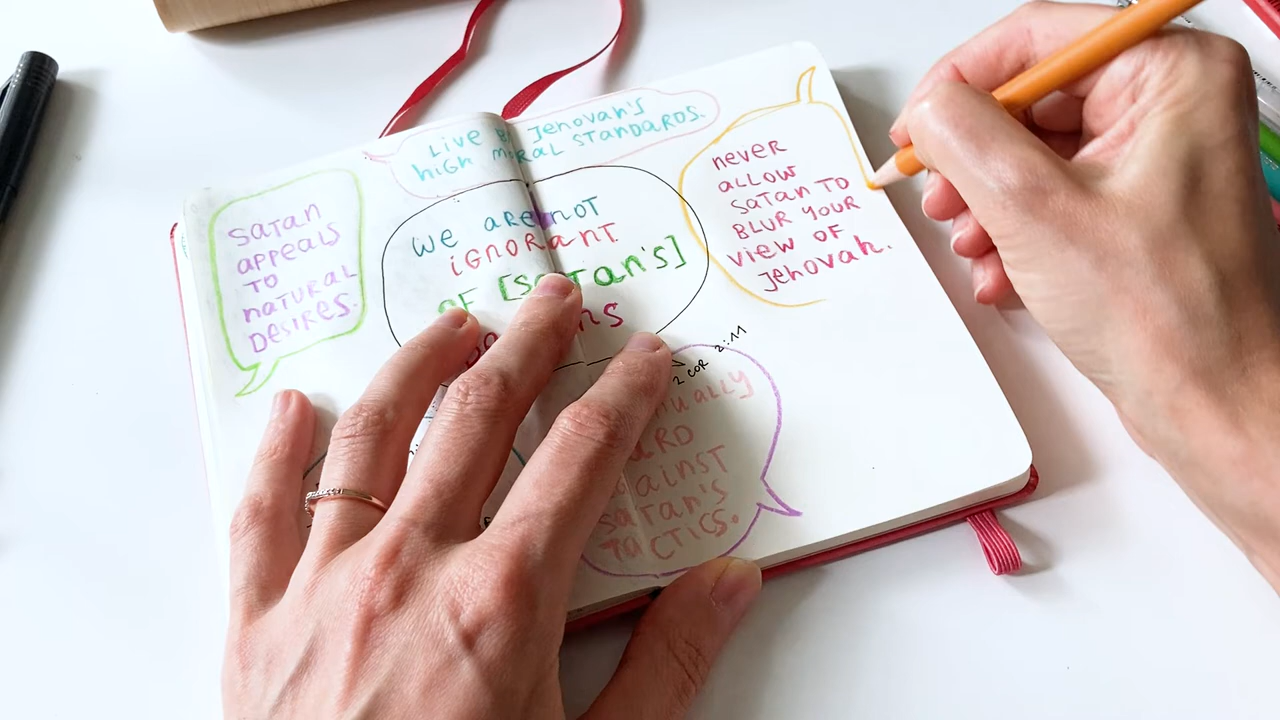 LIVE BY JEHOVAH'S
HIGH MORAL STANDARDS.
SATAN
APPEALS
TO
NATURAL
DESIRES.
WE ARE NOT
IGNORANT
OF [SATAN'S]
NEVER
ALLOW
SATAN TO
BLUR YOUR
VIEW OF
JEHOVAH.
2 COR 2:11
AGAINST
SATAN'S
TACTICS.